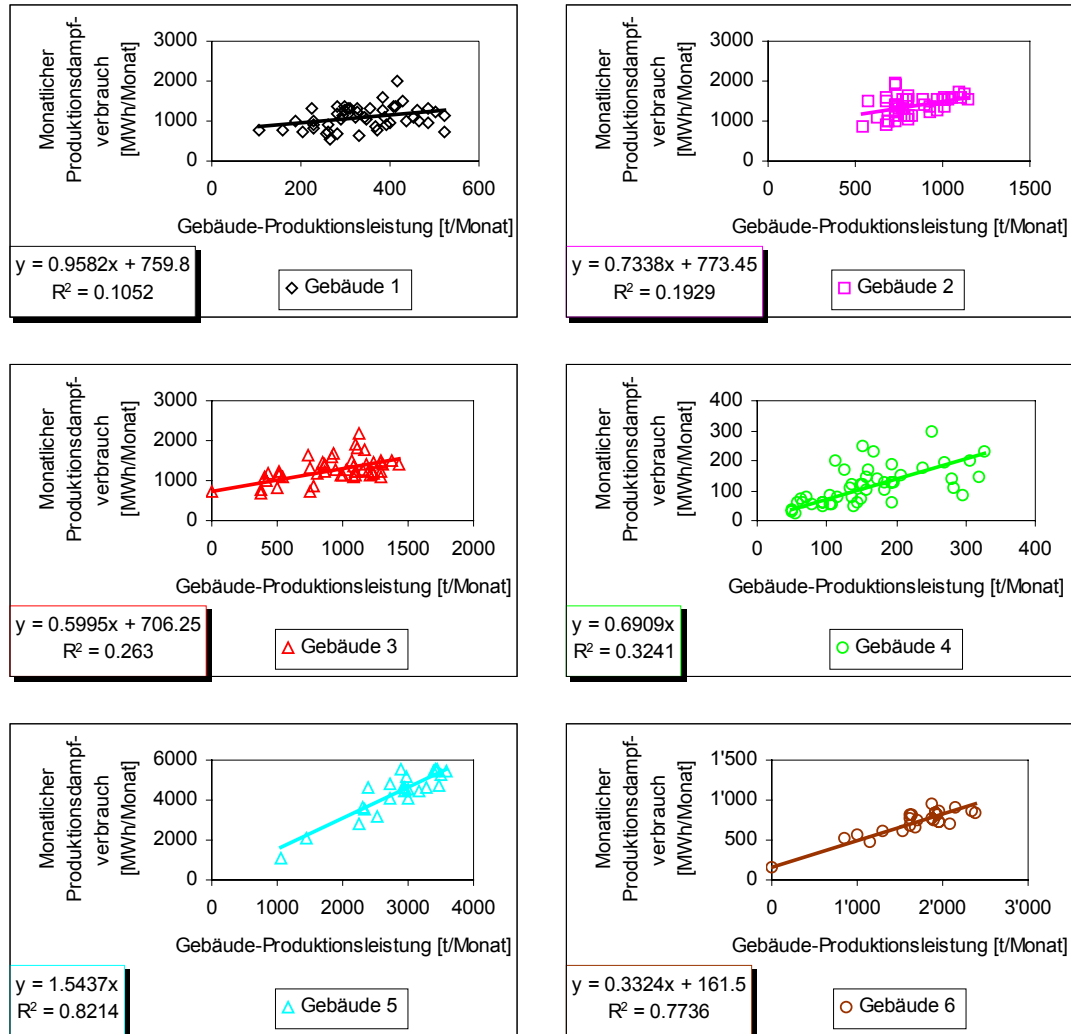 Monatlicher
Produktionsdampf-
verbrauch
[MWh/Monat]
3000
2000
1000
0
0 200 400 600
Gebäude-Produktionsleistung [t/Monat]
y = 0.9582x + 759.8
R² = 0.1052
Gebäude 1
Monatlicher
Produktionsdampf-
verbrauch
[MWh/Monat]
3000
2000
1000
0
0 500 1000 1500
Gebäude-Produktionsleistung [t/Monat]
y = 0.7338x + 773.45
R² = 0.1929
Gebäude 2
Monatlicher
Produktionsdampf-
verbrauch
[MWh/Monat]
3000
2000
1000
0
0 500 1000 1500 2000
Gebäude-Produktionsleistung [t/Monat]
y = 0.5995x + 706.25
R² = 0.263
Gebäude 3
Monatlicher
Produktionsdampf-
verbrauch
[MWh/Monat]
400
300
200
100
0
0 100 200 300 400
Gebäude-Produktionsleistung [t/Monat]
y = 0.6909x
R² = 0.3241
Gebäude 4
Monatlicher
Produktionsdampf-
verbrauch
[MWh/Monat]
6000
4000
2000
0
0 1000 2000 3000 4000
Gebäude-Produktionsleistung [t/Monat]
y = 1.5437x
R² = 0.8214
Gebäude 5
Monatlicher
Produktionsdampf-
verbrauch
[MWh/Monat]
1'500
1'000
500
0
0 1'000 2'000 3'000
Gebäude-Produktionsleistung [t/Monat]
y = 0.3324x + 161.5
R² = 0.7736
Gebäude 6